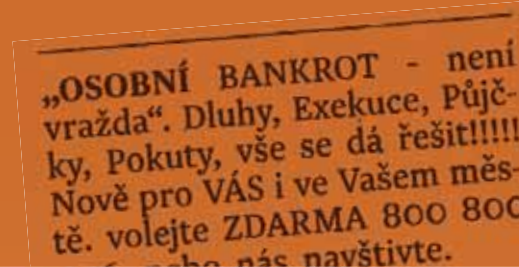 „OSOBNÍ BANKROT - není
vražda“. Dluhy, Exekuce, Půjč-
ky, Pokuty, vše se dá řešit!!!!!
Nově pro VÁS i ve Vašem měs-
tě. volejte ZDARMA 800 800
nebo nás navštivte.